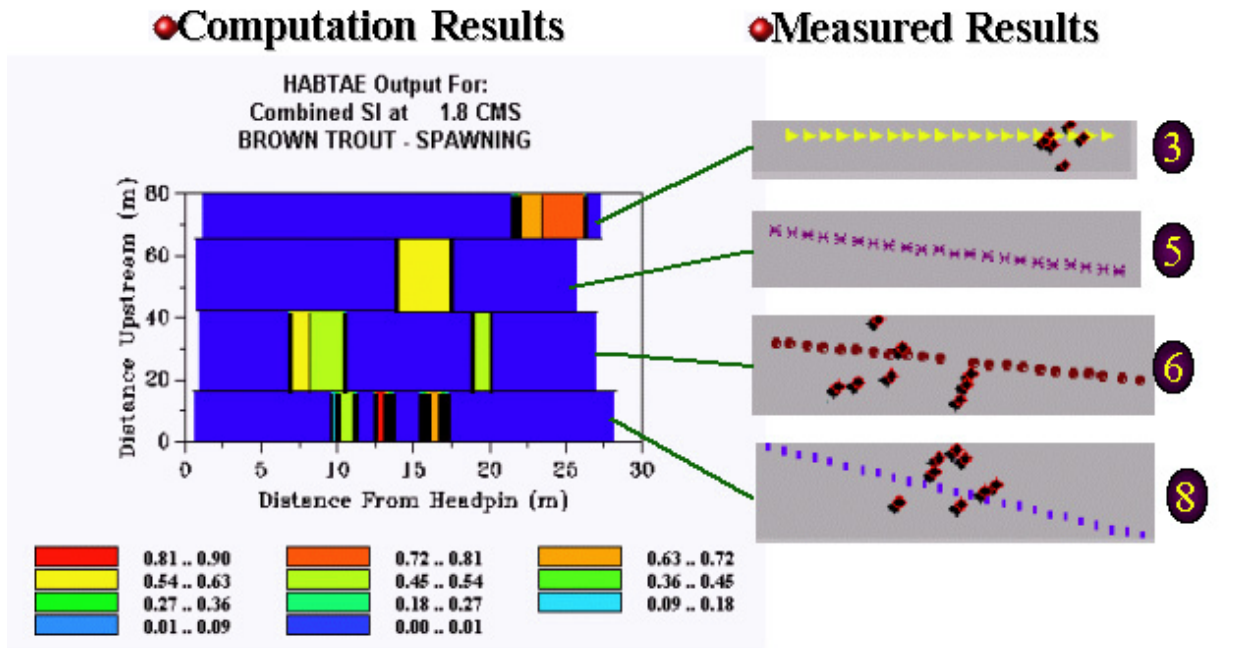 Computation Results
Measured Results
HABTAE Output For:
Combined SI at 1.8 CMS
BROWN TROUT - SPAWNING
Distance Upstream (m)
80
60
40
20
0
0 5 10 15 20 25 30
Distance From Headpin (m)
0.81 .. 0.90 0.72 .. 0.81 0.63 .. 0.72
0.54 .. 0.63 0.45 .. 0.54 0.36 .. 0.45
0.27 .. 0.36 0.18 .. 0.27 0.09 .. 0.18
0.01 .. 0.09 0.00 .. 0.01
3
5
6
8